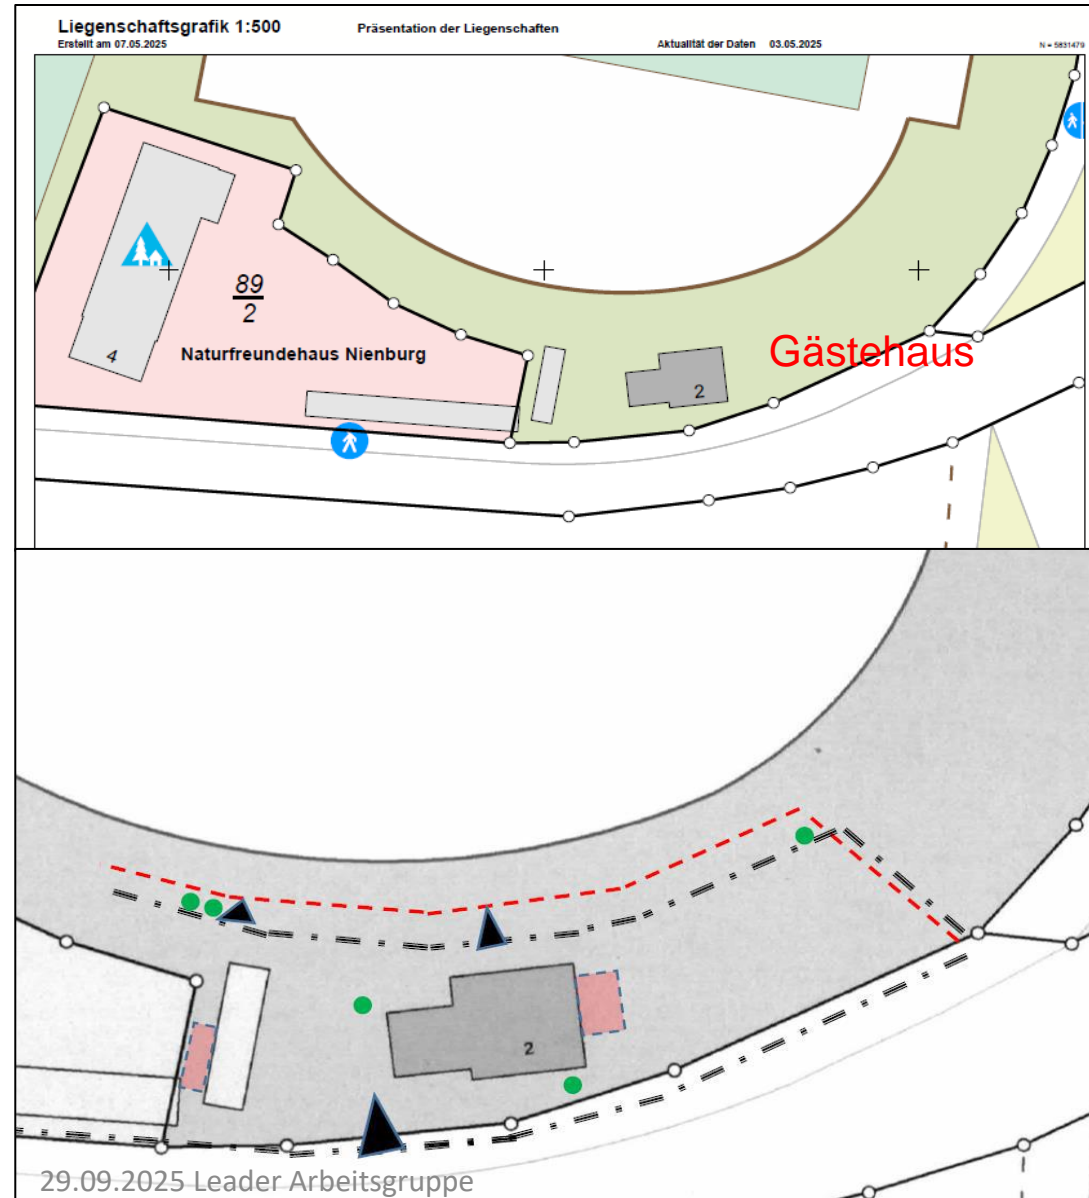 Liegenschaftsgrafik 1:500
Präsentation der Liegenschaften
Erstellt am 07.05.2025
Aktualität der Daten 03.05.2025
N = 5831479
89
2
Naturfreundehaus Nienburg
4
Gästehaus
2
2
29.09.2025 Leader Arbeitsgruppe